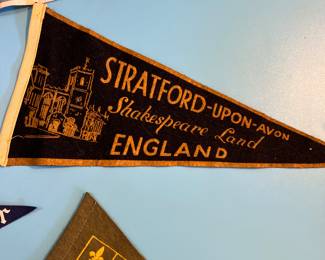 STRATFORD-UPON-AVON
Shakespeare Land
ENGLAND